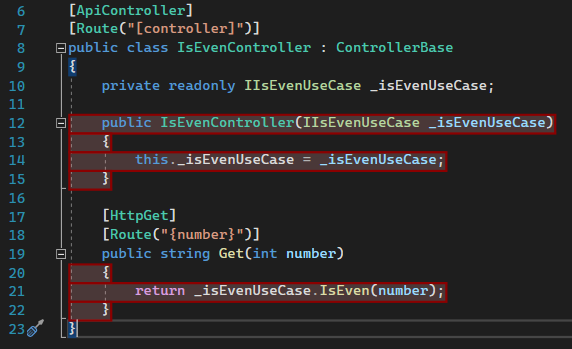 6 [ApiController]
7 [Route("[controller]")]
8 public class IsEvenController : ControllerBase
9 {
10 private readonly IIsEvenUseCase _isEvenUseCase;
11
12 public IsEvenController(IIsEvenUseCase _isEvenUseCase)
13 {
14 this._isEvenUseCase = _isEvenUseCase;
15 }
16
17 [HttpGet]
18 [Route("{number}")]
19 public string Get(int number)
20 {
21 return _isEvenUseCase.IsEven(number);
22 }
23 }